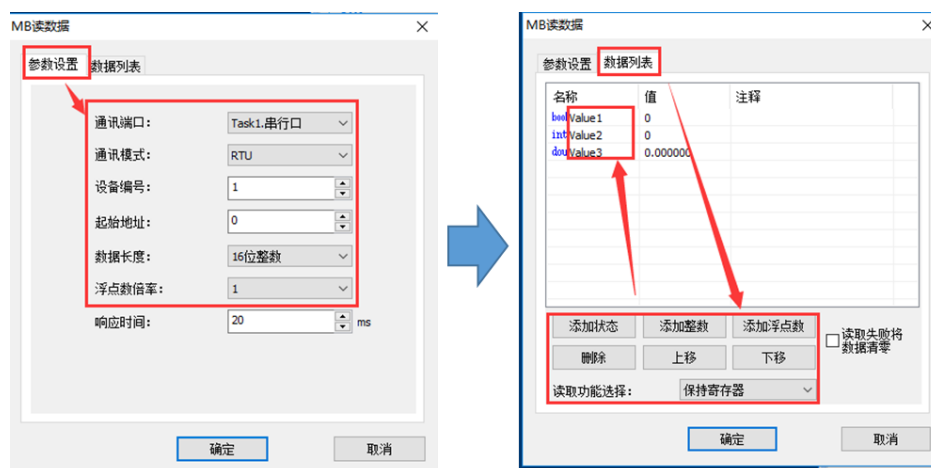 MB读数据
参数设置 数据列表
通讯端口: Task1.串行口
通讯模式: RTU
设备编号: 1
起始地址: 0
数据长度: 16位整数
浮点数倍率: 1
响应时间: 20 ms
确定 取消
MB读数据
参数设置 数据列表
名称 值 注释
bool Value1 0
int Value2 0
dou Value3 0.000000
添加状态 添加整数 添加浮点数
删除 上移 下移
读取失败将
数据清零
读取功能选择: 保持寄存器
确定 取消